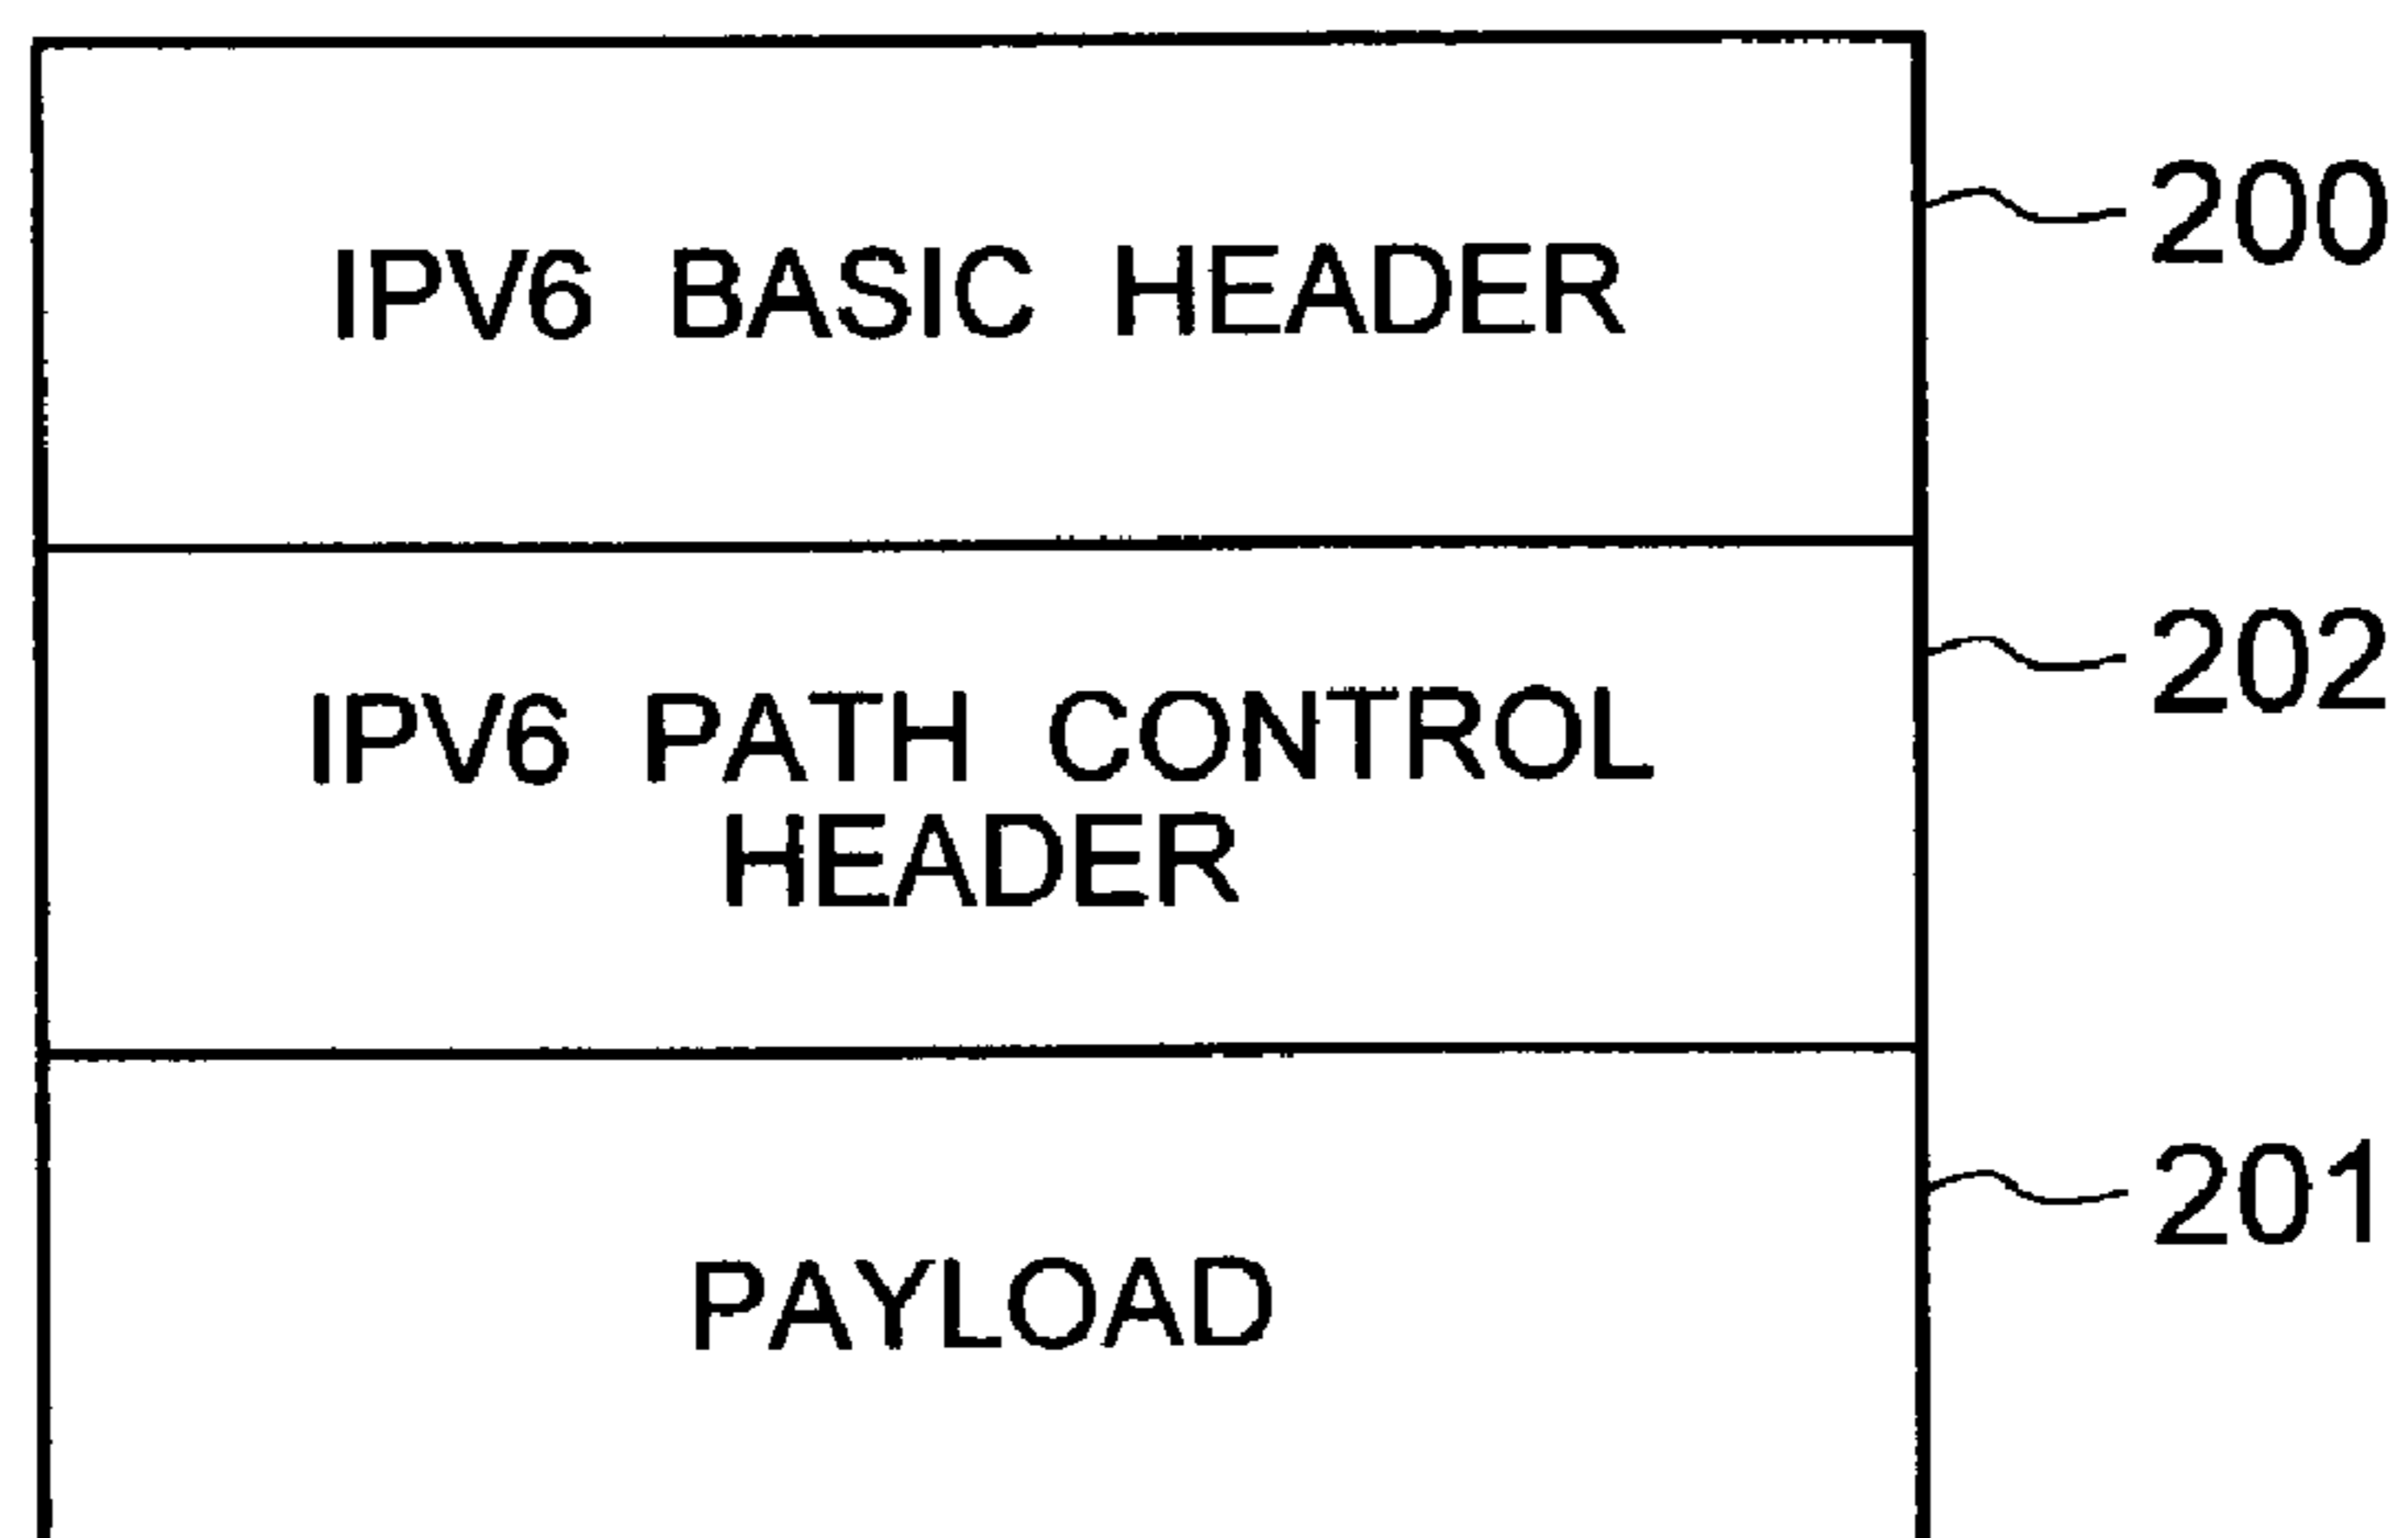 IPV6 BASIC HEADER
200
IPV6 PATH CONTROL
HEADER
202
PAYLOAD
201